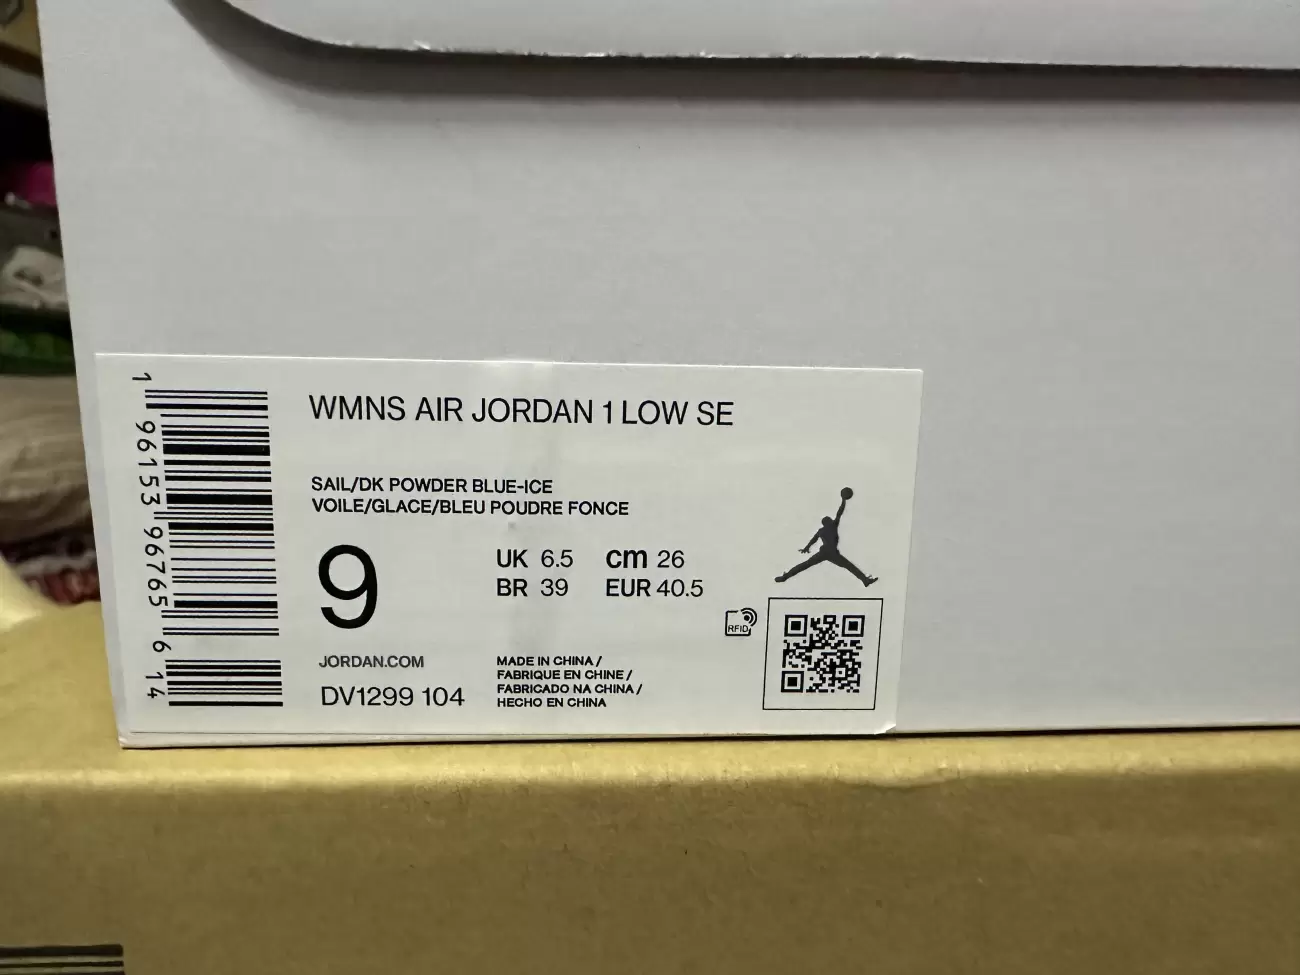 WMNS AIR JORDAN 1 LOW SE
SAIL/DK POWDER BLUE-ICE
VOILE/GLACE/BLEU POUDRE FONCE
9
UK 6.5 cm 26
BR 39 EUR 40.5
RFID
JORDAN.COM
DV1299 104
MADE IN CHINA /
FABRIQUE EN CHINE /
FABRICADO NA CHINA /
HECHO EN CHINA
1 96153 96765 6 14